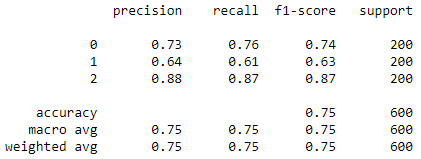 precision recall f1-score support
0 0.73 0.76 0.74 200
1 0.64 0.61 0.63 200
2 0.88 0.87 0.87 200
accuracy 0.75 600
macro avg 0.75 0.75 0.75 600
weighted avg 0.75 0.75 0.75 600